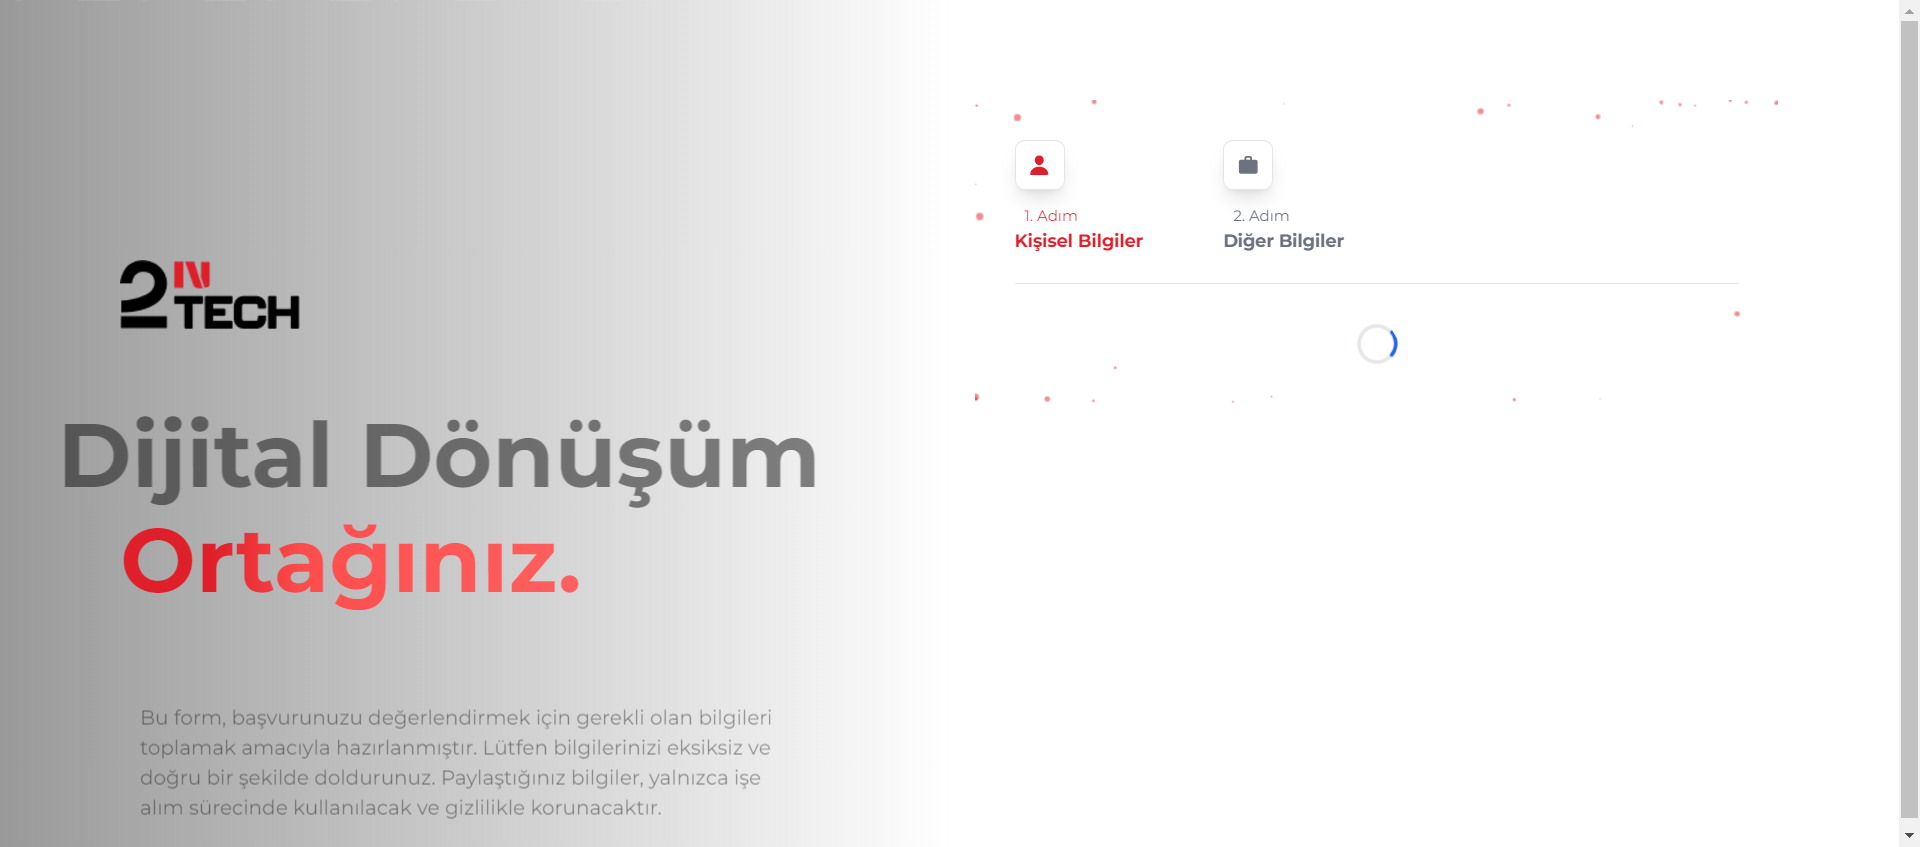 2 IN
TECH
Dijital Dönüşüm
Ortağınız.
Bu form, başvurunuzu değerlendirmek için gerekli olan bilgileri
toplamak amacıyla hazırlanmıştır. Lütfen bilgilerinizi eksiksiz ve
doğru bir şekilde doldurunuz. Paylaştığınız bilgiler, yalnızca işe
alım sürecinde kullanılacak ve gizlilikle korunacaktır.
1. Adım
Kişisel Bilgiler
2. Adım
Diğer Bilgiler